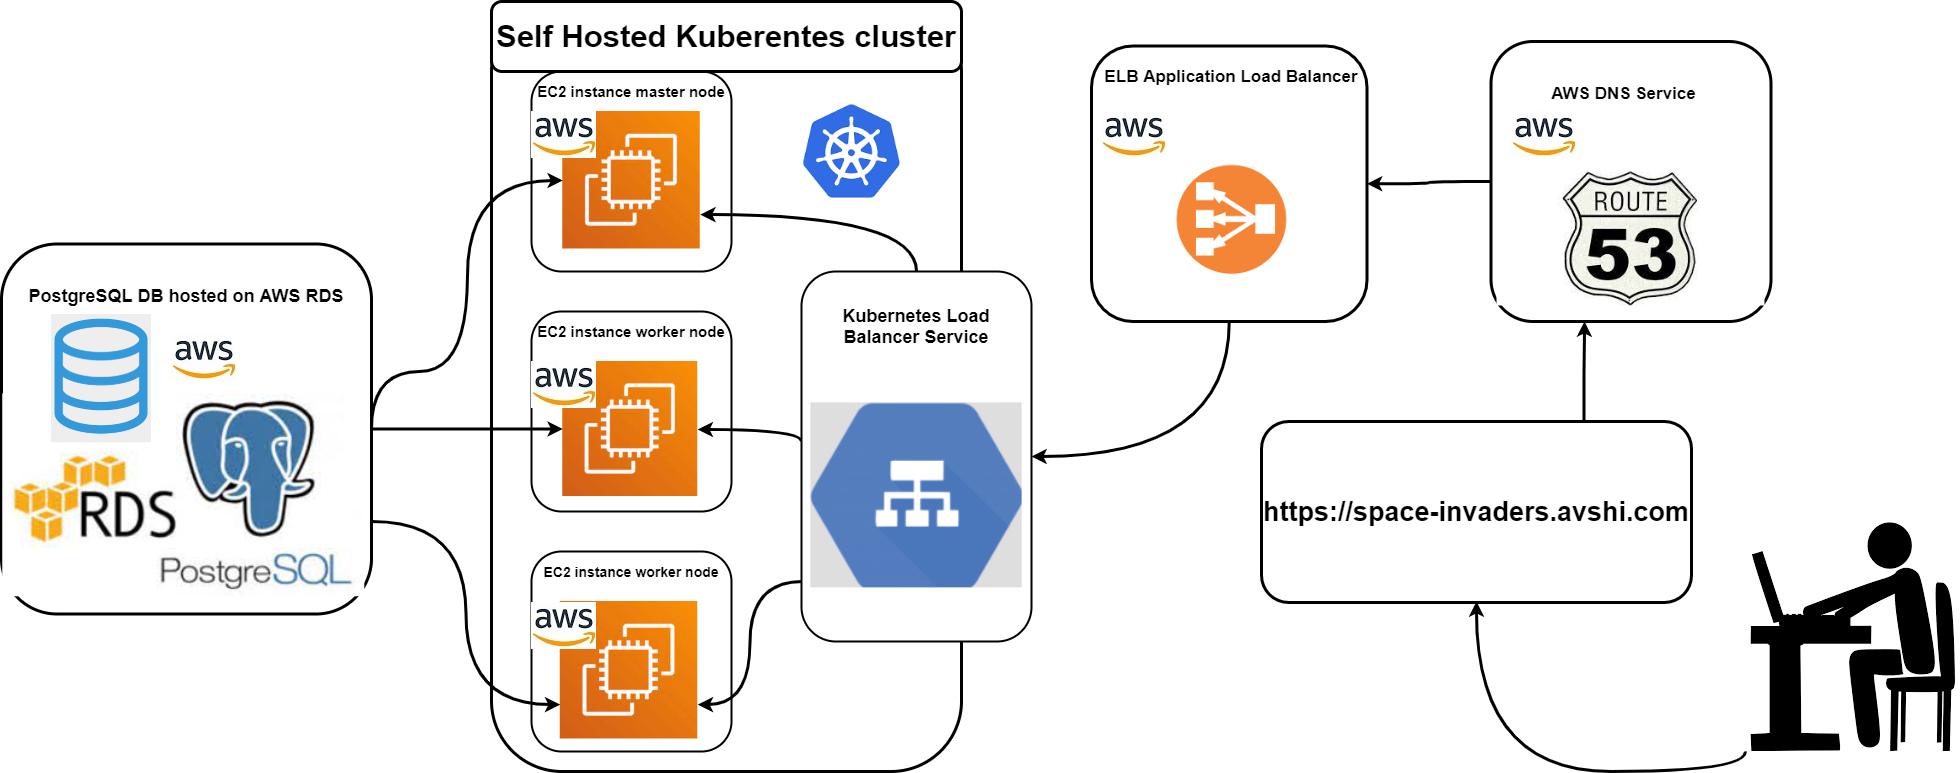 Self Hosted Kuberentes cluster
EC2 instance master node
aws
ELB Application Load Balancer
aws
AWS DNS Service
aws
ROUTE
53
PostgreSQL DB hosted on AWS RDS
aws
RDS
PostgreSQL
EC2 instance worker node
aws
Kubernetes Load
Balancer Service
https://space-invaders.avshi.com
EC2 instance worker node
aws